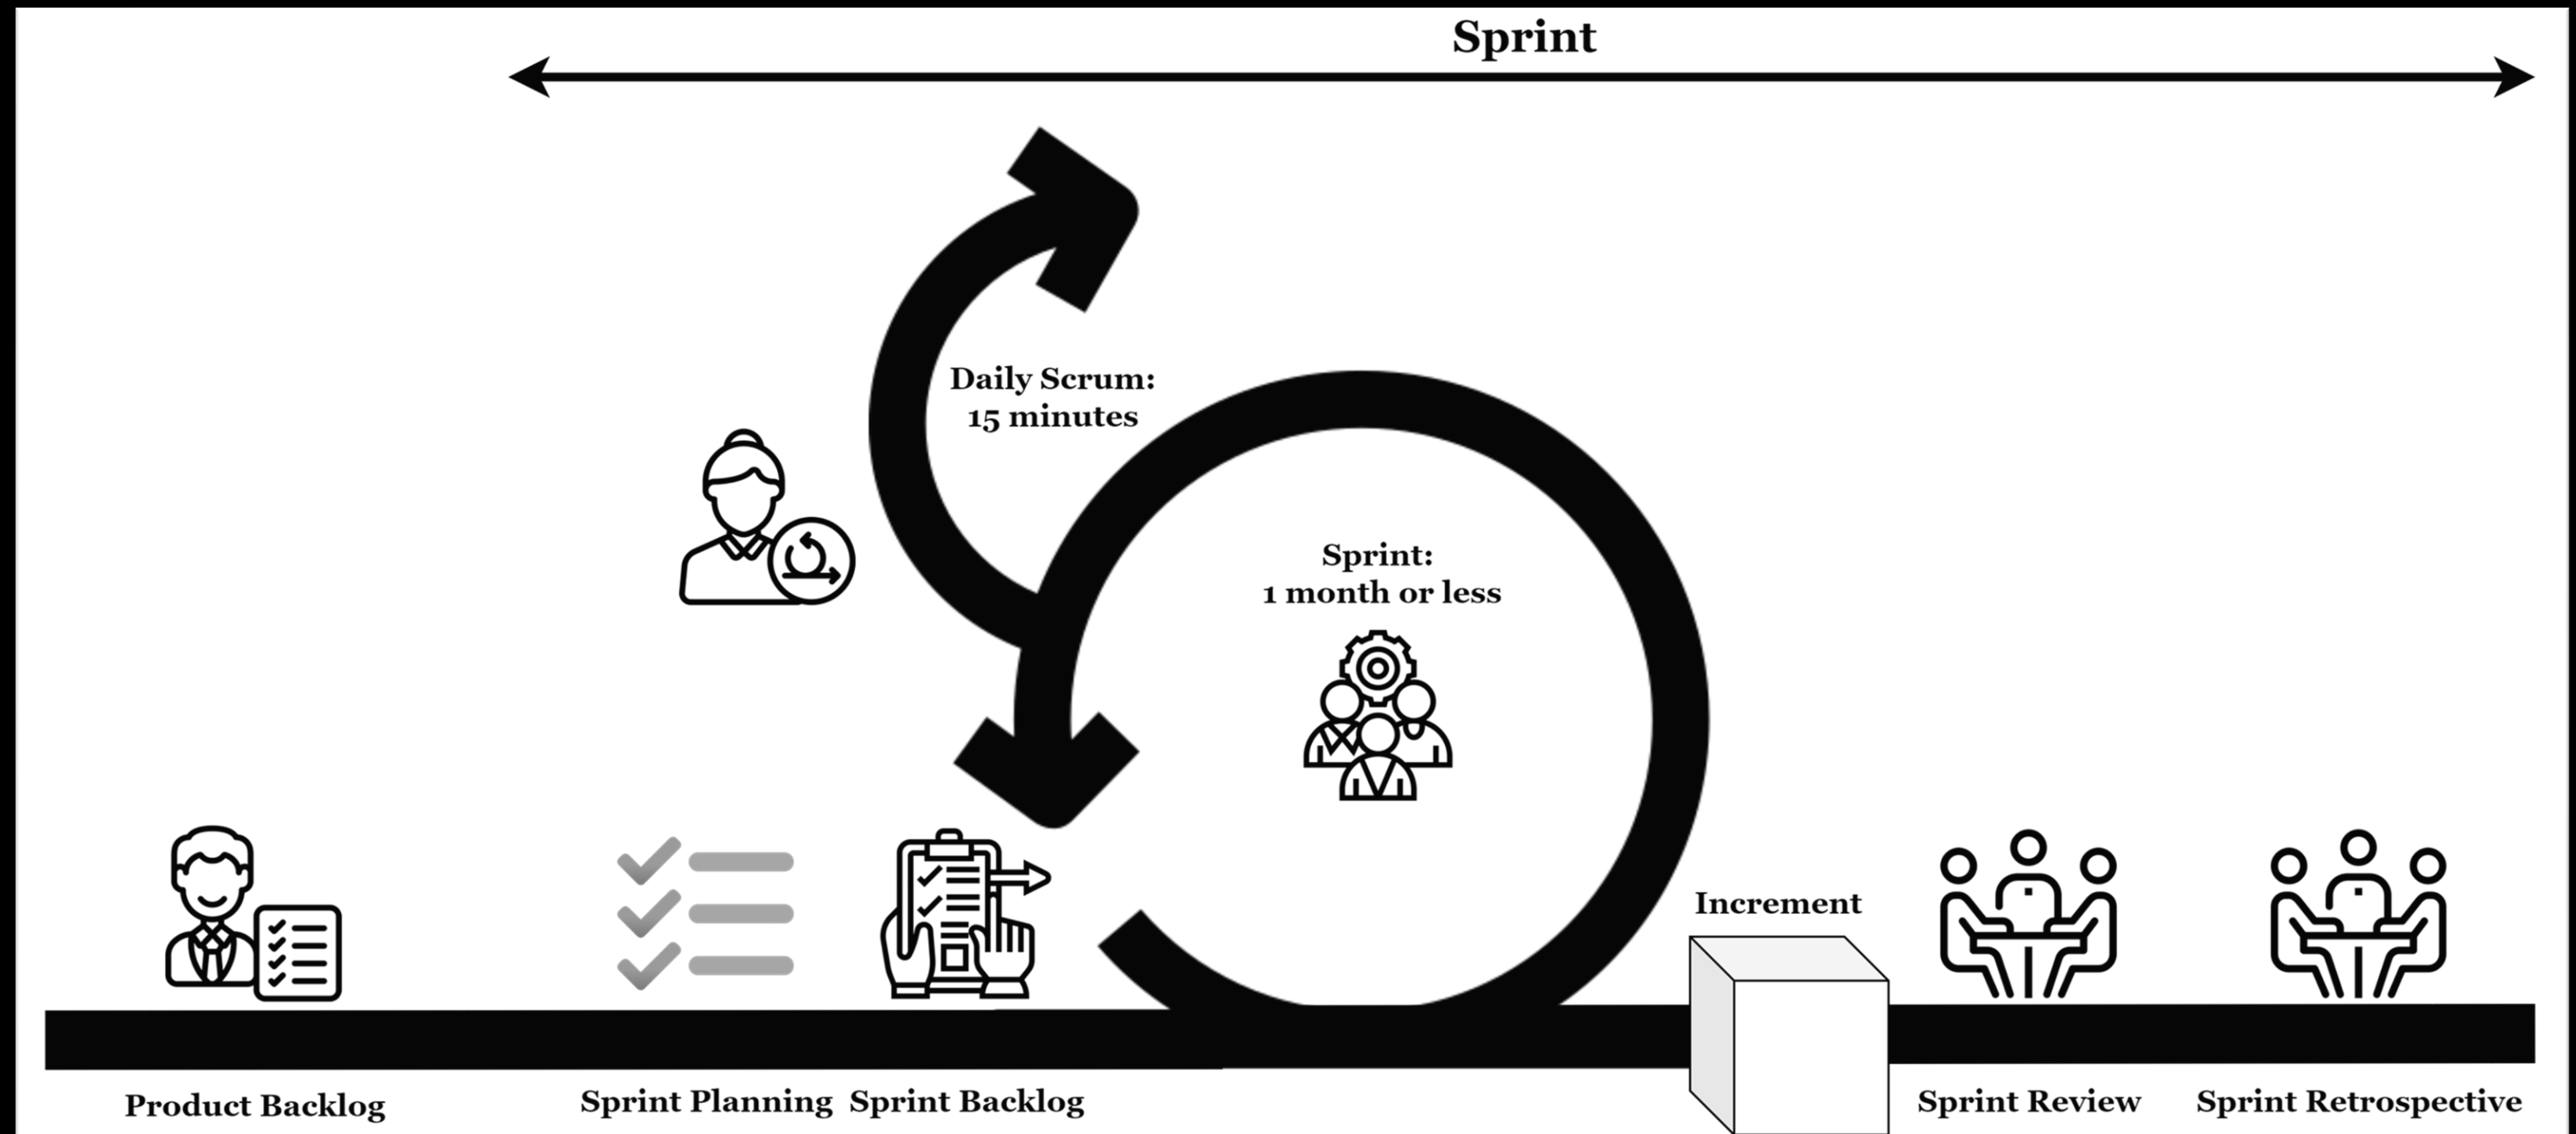 Sprint
Daily Scrum:
15 minutes
Sprint:
1 month or less
Increment
Product Backlog
Sprint Planning
Sprint Backlog
Sprint Review
Sprint Retrospective